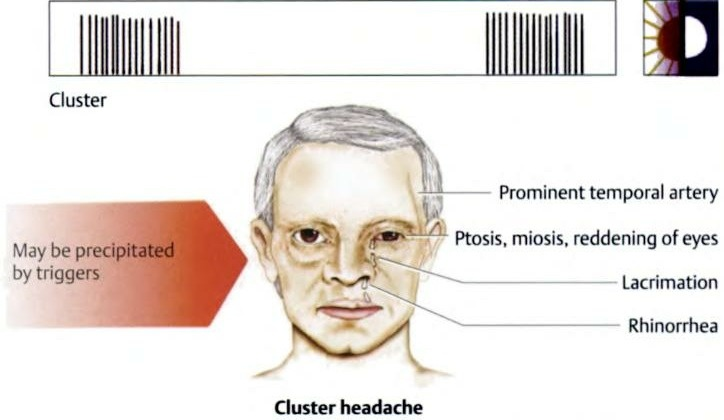 Cluster
Prominent temporal artery
May be precipitated
by triggers
Ptosis, miosis, reddening of eyes
Lacrimation
Rhinorrhea
Cluster headache